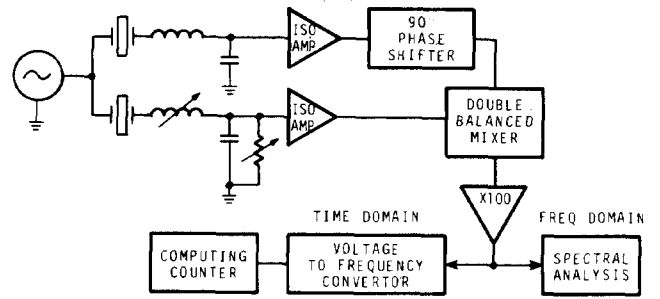 ISO
AMP
90°
PHASE
SHIFTER
ISO
AMP
DOUBLE
BALANCED
MIXER
X100
TIME DOMAIN
FREQ DOMAIN
COMPUTING
COUNTER
VOLTAGE
TO FREQUENCY
CONVERTOR
SPECTRAL
ANALYSIS